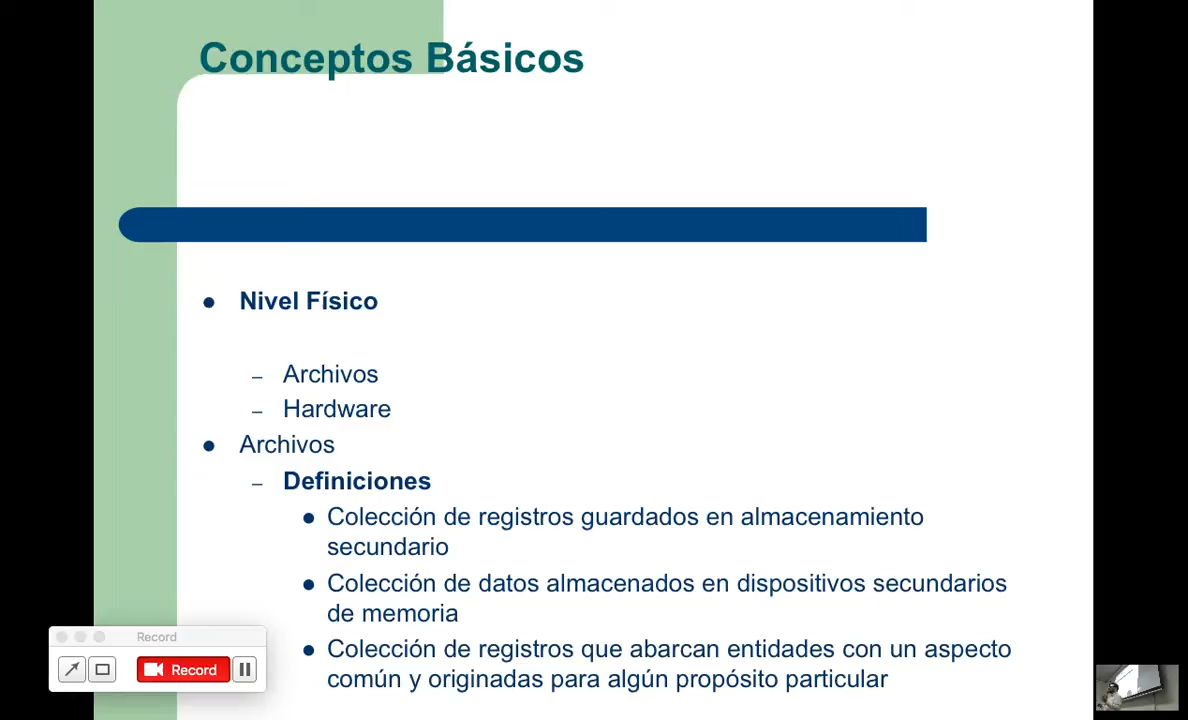 Conceptos Básicos
Nivel Físico
– Archivos
– Hardware
Archivos
– Definiciones
Colección de registros guardados en almacenamiento
secundario
Colección de datos almacenados en dispositivos secundarios
de memoria
Colección de registros que abarcan entidades con un aspecto
común y originadas para algún propósito particular
Record
Record